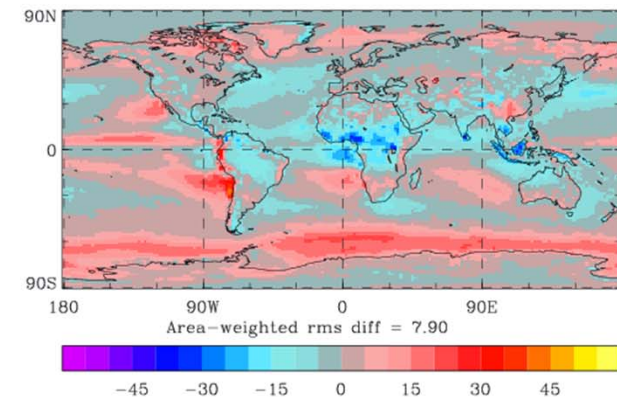 90N
0
90S
180 90W 0 90E
Area-weighted rms diff = 7.90
-45 -30 -15 0 15 30 45